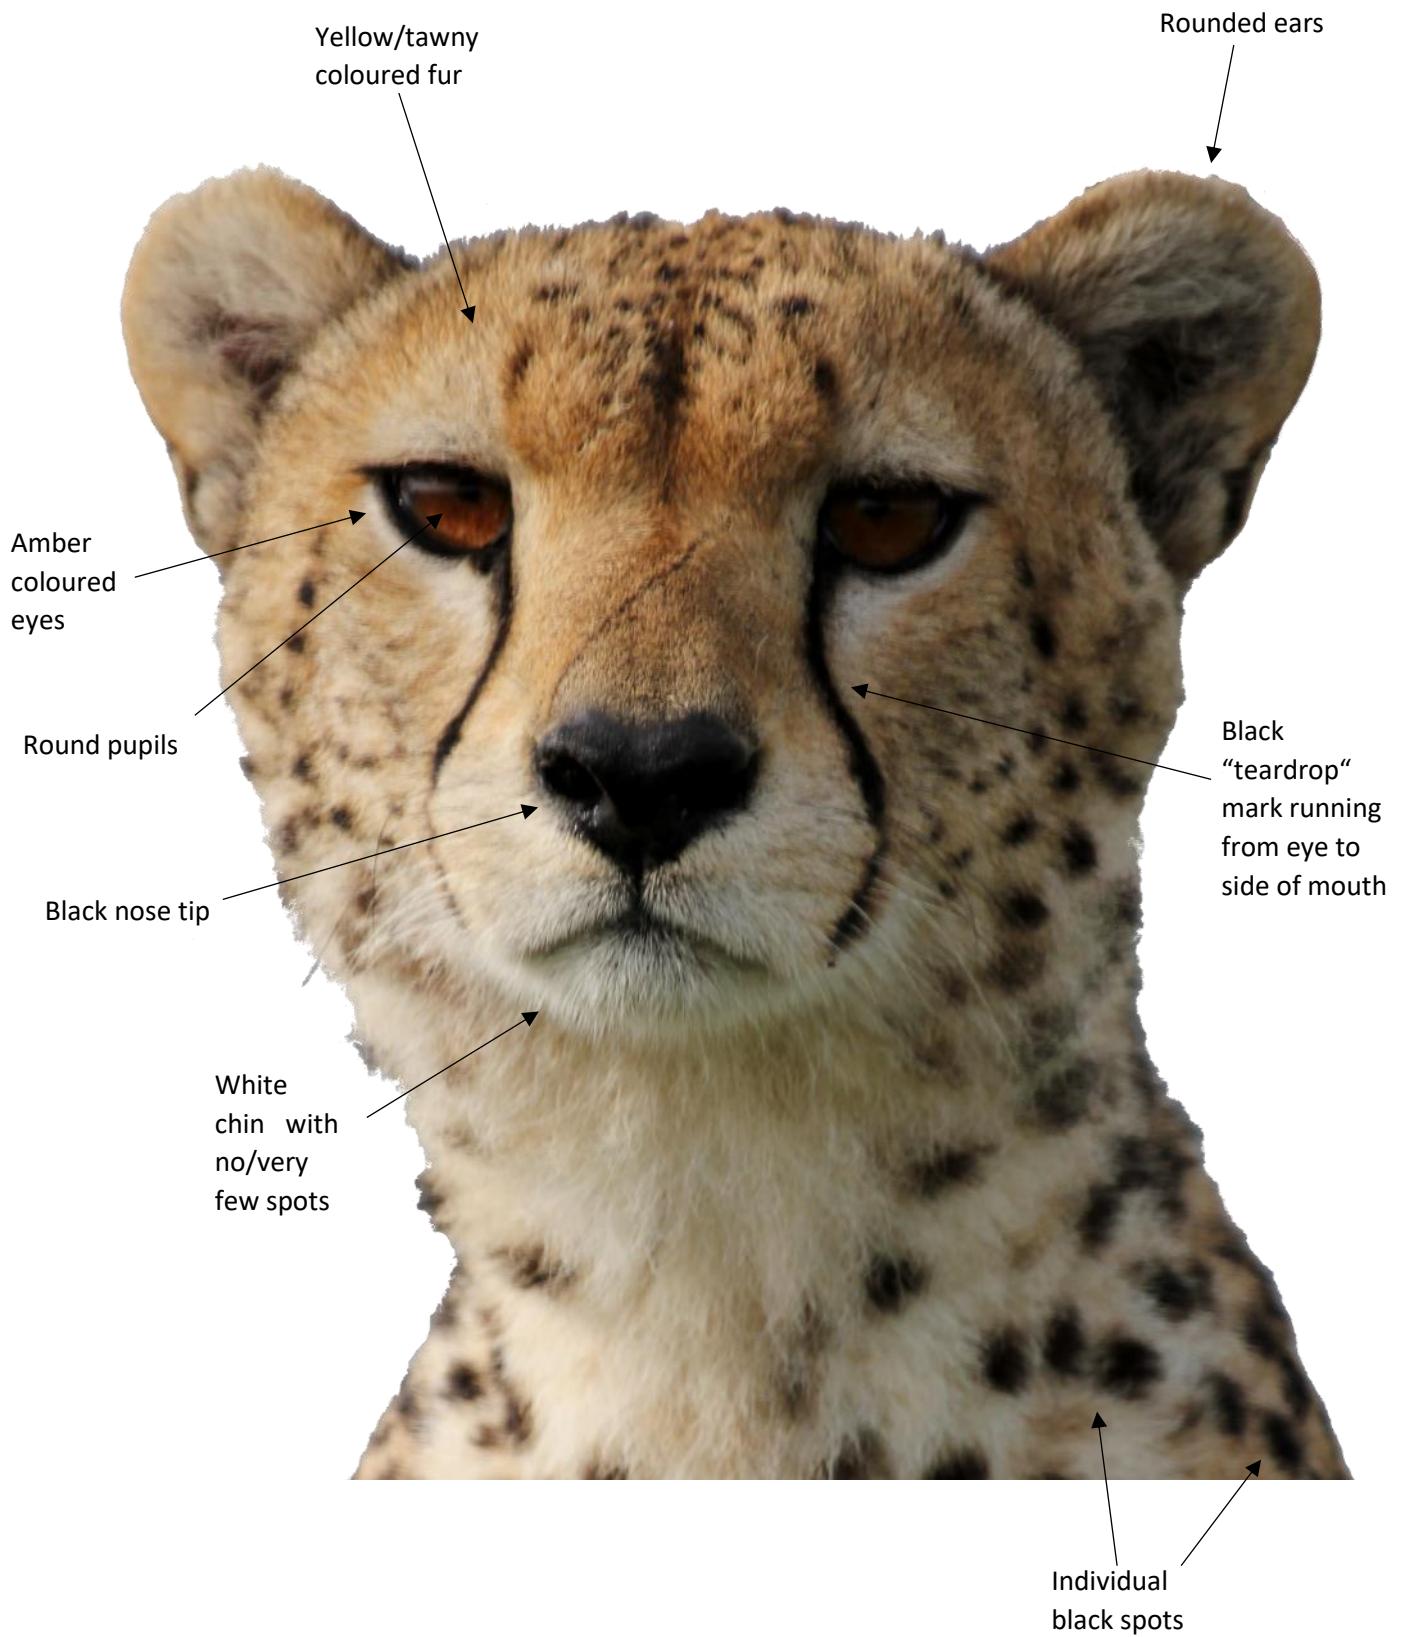 Yellow/tawny
coloured fur
Rounded ears
Amber
coloured
eyes
Round pupils
Black
“teardrop“
mark running
from eye to
side of mouth
Black nose tip
White
chin with
no/very
few spots
Individual
black spots